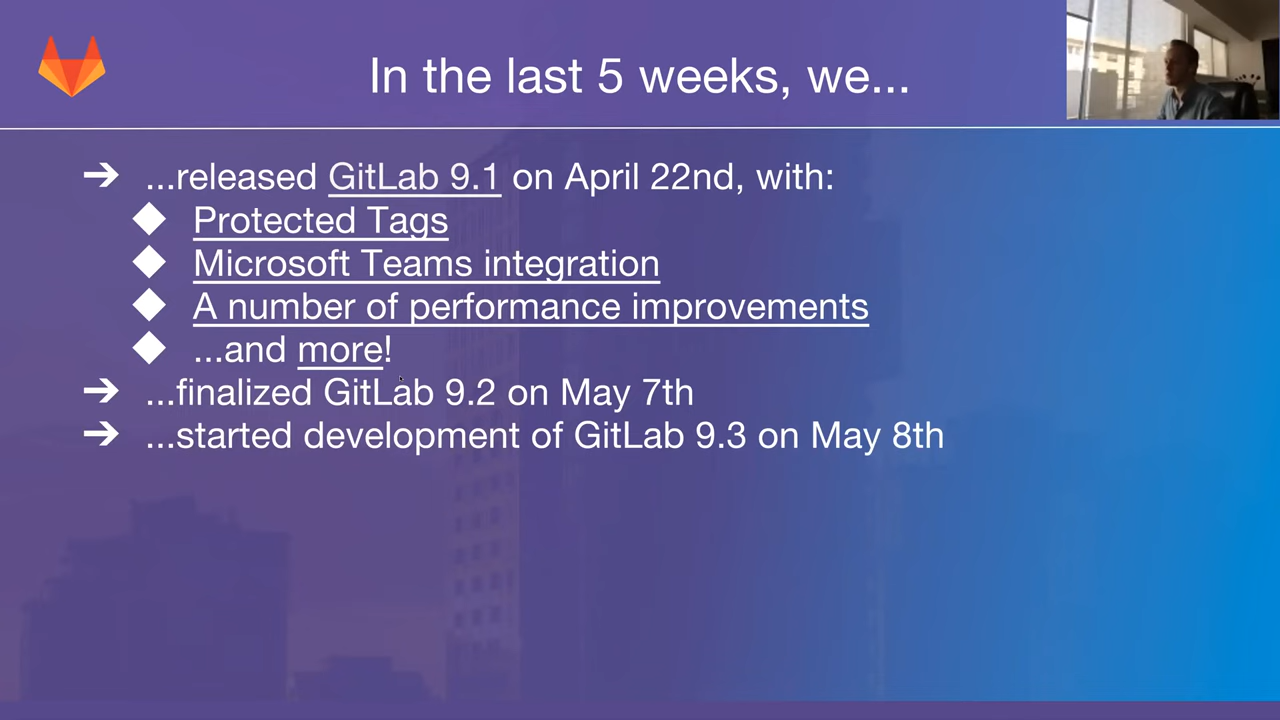 In the last 5 weeks, we...
➔ ...released GitLab 9.1 on April 22nd, with:
◆ Protected Tags
◆ Microsoft Teams integration
◆ A number of performance improvements
◆ ...and more!
➔ ...finalized GitLab 9.2 on May 7th
➔ ...started development of GitLab 9.3 on May 8th